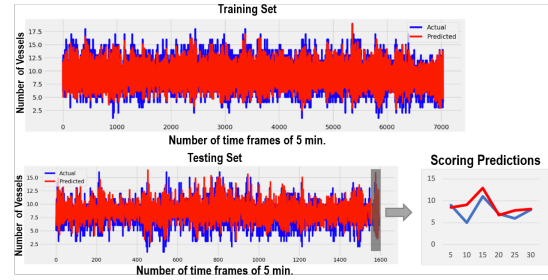 Training Set
Number of Vessels
17.5
15.0
12.5
10.0
7.5
5.0
2.5
Actual
Predicted
0 1000 2000 3000 4000 5000 6000 7000
Number of time frames of 5 min.
Testing Set
Number of Vessels
15.0
12.5
10.0
7.5
5.0
2.5
0.0
Actual
Predicted
0 200 400 600 800 1000 1200 1400 1600
Number of time frames of 5 min.
Scoring Predictions
15
10
5
0
5 10 15 20 25 30